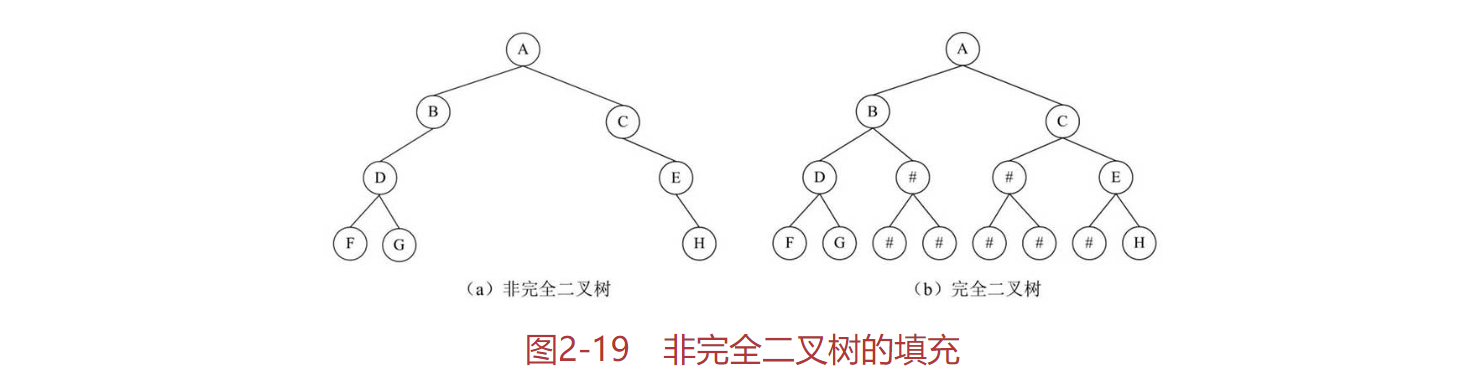 A A
B C B C
D E D # # E
F G H F G # # # # # H
（a）非完全二叉树 （b）完全二叉树
图2-19 非完全二叉树的填充